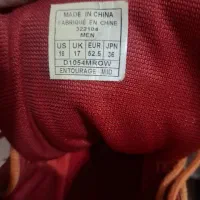 MADE IN CHINA
FABRIQUÉ EN CHINE
322104
MEN
US UK EUR JPN
18 17 52.5 36
D1054MROW
ENTOURAGE MID